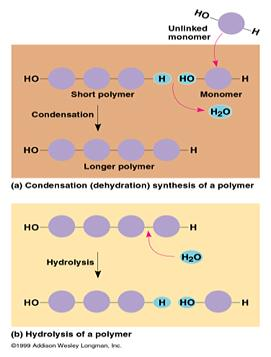 HO
H
Unlinked
monomer
HO H HO H
Short polymer Monomer
Condensation
H2O
HO H
Longer polymer
(a) Condensation (dehydration) synthesis of a polymer
HO H
Hydrolysis
H2O
HO H HO H
(b) Hydrolysis of a polymer
©1999 Addison Wesley Longman, Inc.